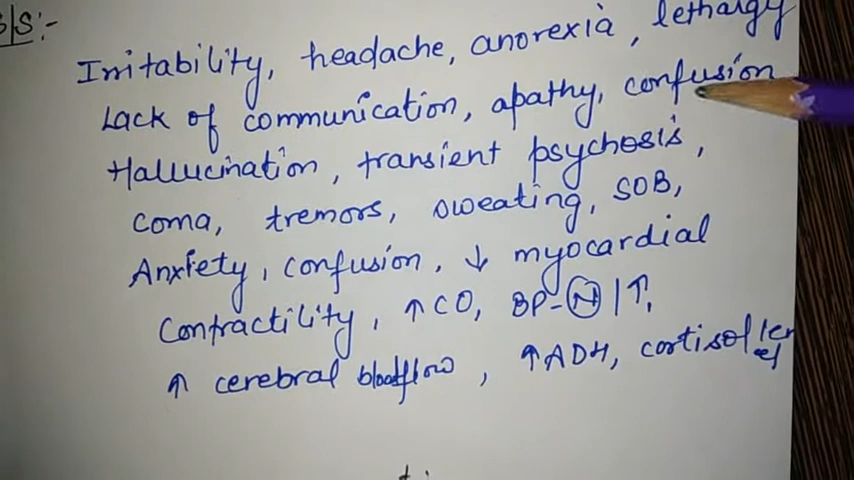 S|S:-
Irritability, headache, anorexia, lethargy
Lack of communication, apathy, confusion
Hallucination, transient psychosis,
coma, tremors, sweating, SOB,
Anxiety, confusion, ↓ myocardial
Contractility, ↑ CO, BP-Ⓝ|↑,
↑ cerebral bloodflow, ↑ ADH, cortisol level